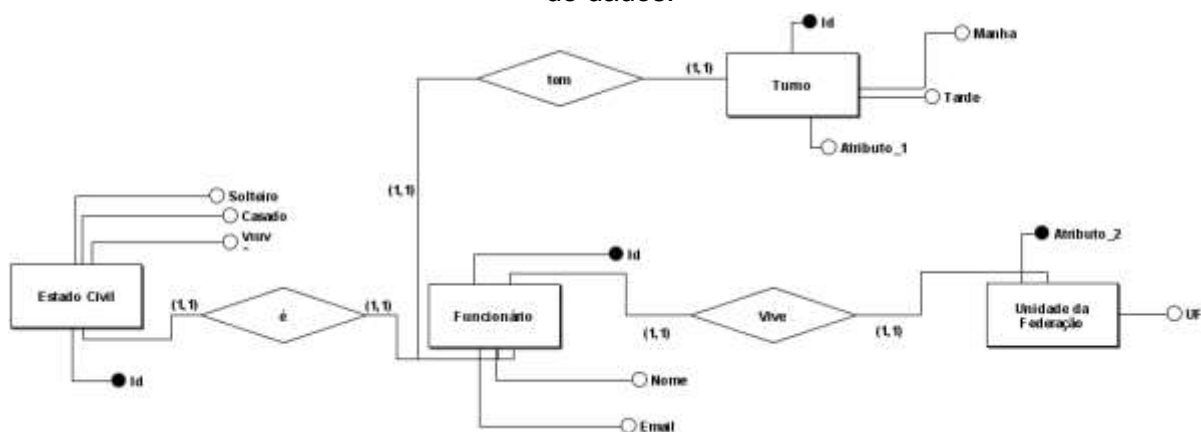 de dados.
Id
Manha
tem
(1,1)
Turno
Tarde
Atributo_1
(1,1)
Solteiro
Casado
Estado Civil
(1,1)
é
(1,1)
Id
Id
Funcionário
(1,1)
Vive
(1,1)
Atributo_2
Unidade da
Federação
UF
Nome
Email